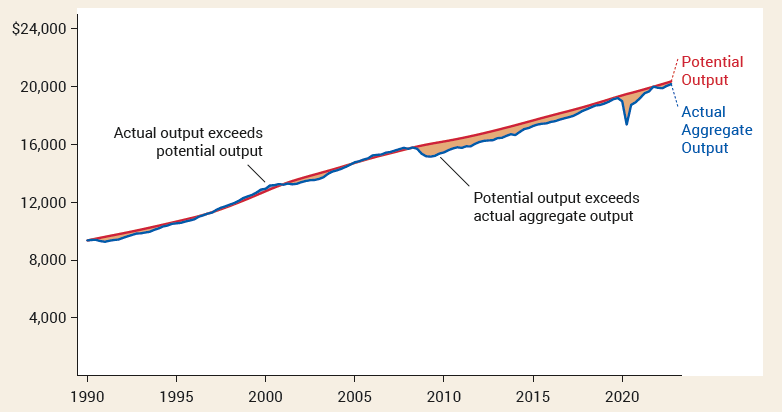 $24,000
20,000
16,000
12,000
8,000
4,000
Actual output exceeds
potential output
Potential output exceeds
actual aggregate output
Potential
Output
Actual
Aggregate
Output
1990
1995
2000
2005
2010
2015
2020